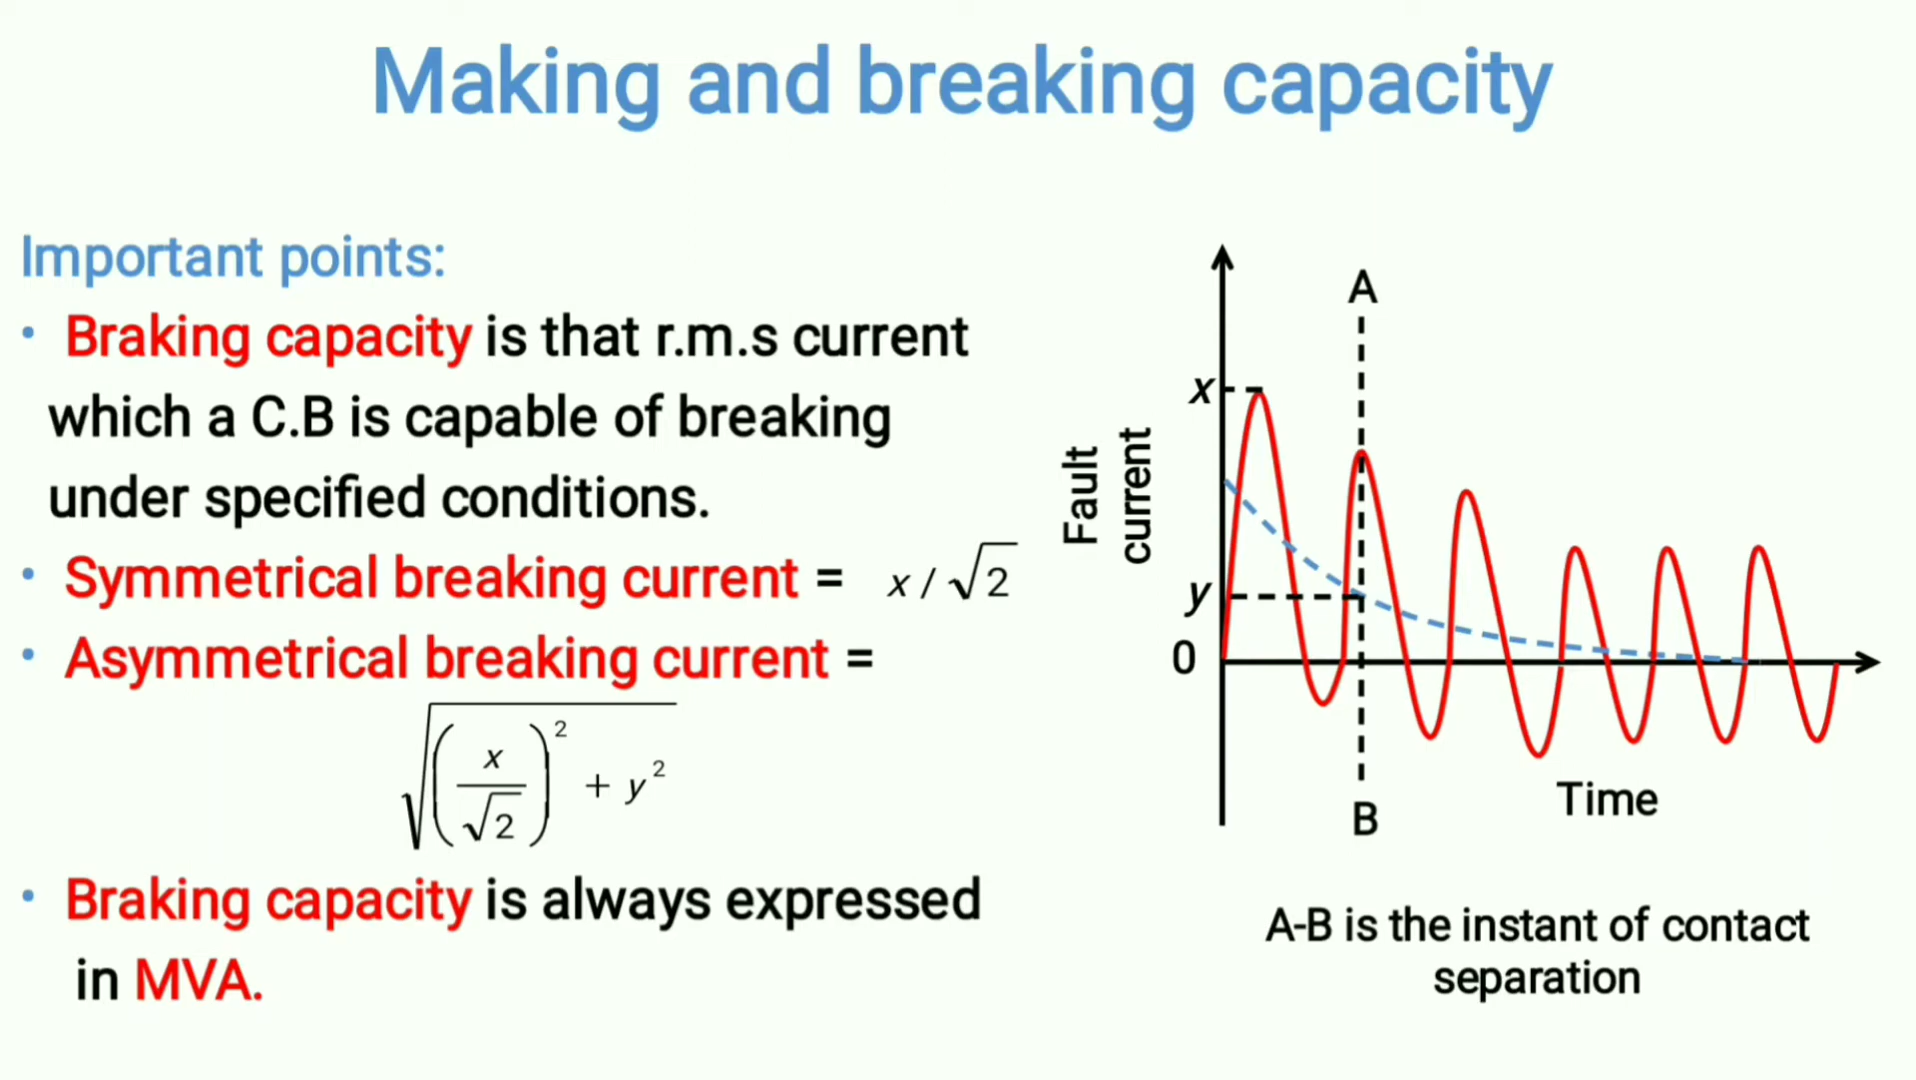 Making and breaking capacity
Important points:
• Braking capacity is that r.m.s current
which a C.B is capable of breaking
under specified conditions.
• Symmetrical breaking current = x / √2
• Asymmetrical breaking current =
√((x/√2)² + y²)
• Braking capacity is always expressed
in MVA.
A
x
Fault
current
y
0
Time
B
A-B is the instant of contact
separation